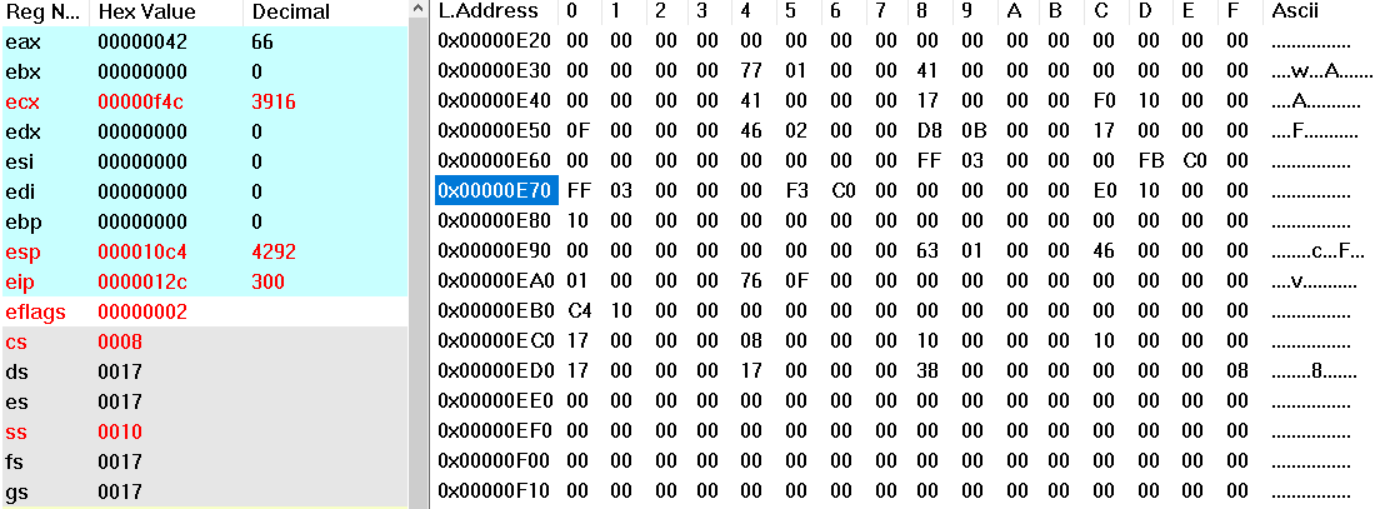 Reg N... Hex Value Decimal L.Address 0 1 2 3 4 5 6 7 8 9 A B C D E F Ascii
eax 00000042 66 0x00000E20 00 00 00 00 00 00 00 00 00 00 00 00 00 00 00 00 ................
ebx 00000000 0 0x00000E30 00 00 00 00 77 01 00 00 41 00 00 00 00 00 00 00 ....w...A.......
ecx 00000f4c 3916 0x00000E40 00 00 00 00 41 00 00 00 17 00 00 00 F0 10 00 00 ....A...........
edx 00000000 0 0x00000E50 0F 00 00 00 46 02 00 00 D8 0B 00 00 17 00 00 00 ....F...........
esi 00000000 0 0x00000E60 00 00 00 00 00 00 00 00 FF 03 00 00 00 FB C0 00 ................
edi 00000000 0 0x00000E70 FF 03 00 00 00 F3 C0 00 00 00 00 00 E0 10 00 00 ................
ebp 00000000 0 0x00000E80 10 00 00 00 00 00 00 00 00 00 00 00 00 00 00 00 ................
esp 000010c4 4292 0x00000E90 00 00 00 00 00 00 00 00 63 01 00 00 46 00 00 00 ........c...F...
eip 0000012c 300 0x00000EA0 01 00 00 00 76 0F 00 00 00 00 00 00 00 00 00 00 ....v...........
eflags 00000002 0x00000EB0 C4 10 00 00 00 00 00 00 00 00 00 00 00 00 00 00 ................
cs 0008 0x00000EC0 17 00 00 00 08 00 00 00 10 00 00 00 10 00 00 00 ................
ds 0017 0x00000ED0 17 00 00 00 17 00 00 00 38 00 00 00 00 00 00 08 ........8.......
es 0017 0x00000EE0 00 00 00 00 00 00 00 00 00 00 00 00 00 00 00 00 ................
ss 0010 0x00000EF0 00 00 00 00 00 00 00 00 00 00 00 00 00 00 00 00 ................
fs 0017 0x00000F00 00 00 00 00 00 00 00 00 00 00 00 00 00 00 00 00 ................
gs 0017 0x00000F10 00 00 00 00 00 00 00 00 00 00 00 00 00 00 00 00 ................